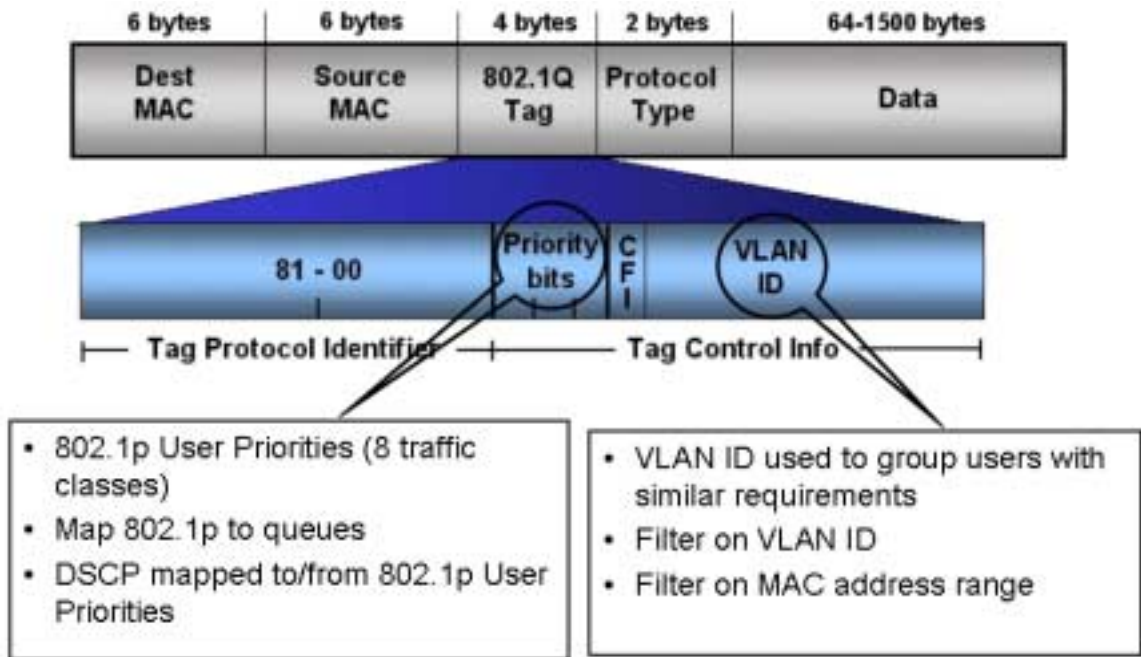 6 bytes 6 bytes 4 bytes 2 bytes 64-1500 bytes
Dest MAC
Source MAC
802.1Q Tag
Protocol Type
Data
81 - 00
Priority bits
CFI
VLAN ID
Tag Protocol Identifier
Tag Control Info
• 802.1p User Priorities (8 traffic
classes)
• Map 802.1p to queues
• DSCP mapped to/from 802.1p User
Priorities
• VLAN ID used to group users with
similar requirements
• Filter on VLAN ID
• Filter on MAC address range